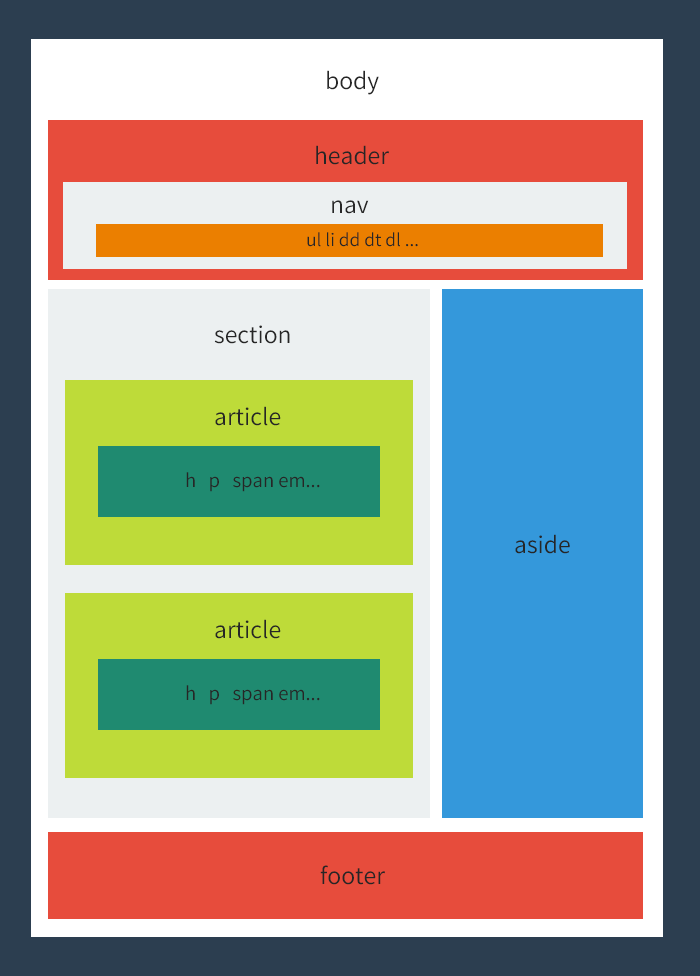 body
header
nav
ul li dd dt dl ...
section
article
h p span em...
aside
article
h p span em...
footer